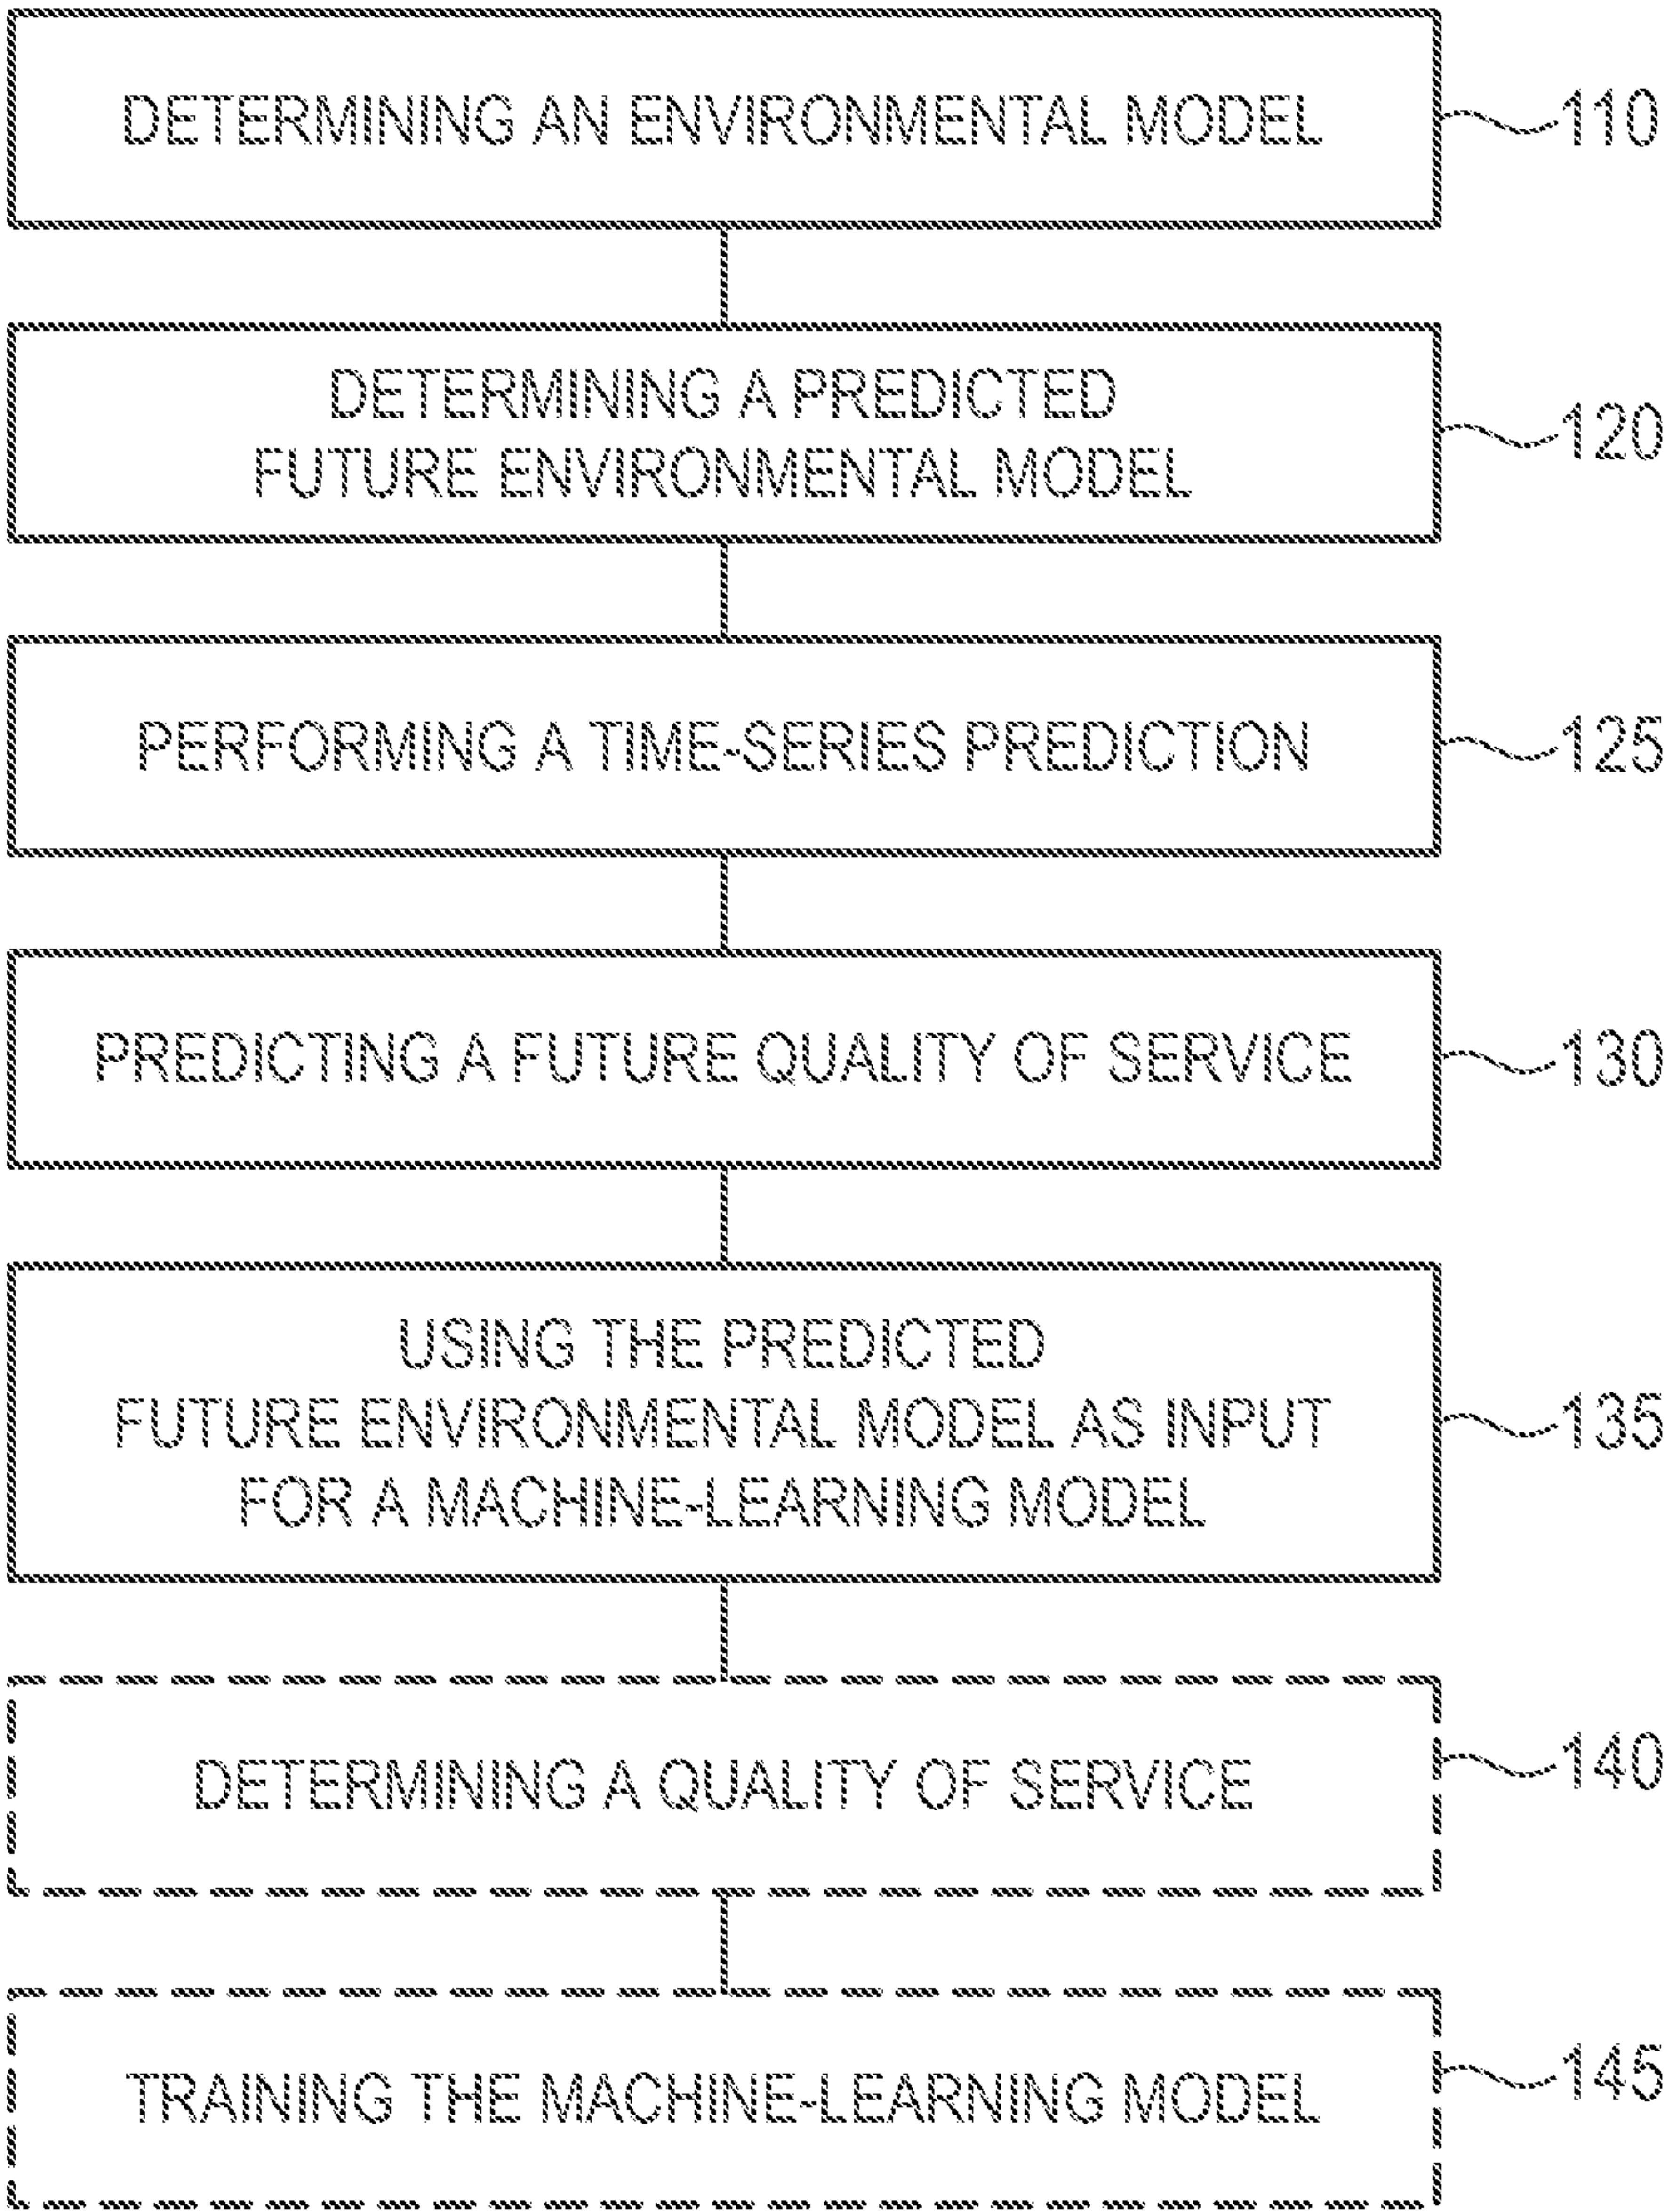 DETERMINING AN ENVIRONMENTAL MODEL
110
DETERMINING A PREDICTED
FUTURE ENVIRONMENTAL MODEL
120
PERFORMING A TIME-SERIES PREDICTION
125
PREDICTING A FUTURE QUALITY OF SERVICE
130
USING THE PREDICTED
FUTURE ENVIRONMENTAL MODEL AS INPUT
FOR A MACHINE-LEARNING MODEL
135
DETERMINING A QUALITY OF SERVICE
140
TRAINING THE MACHINE-LEARNING MODEL
145